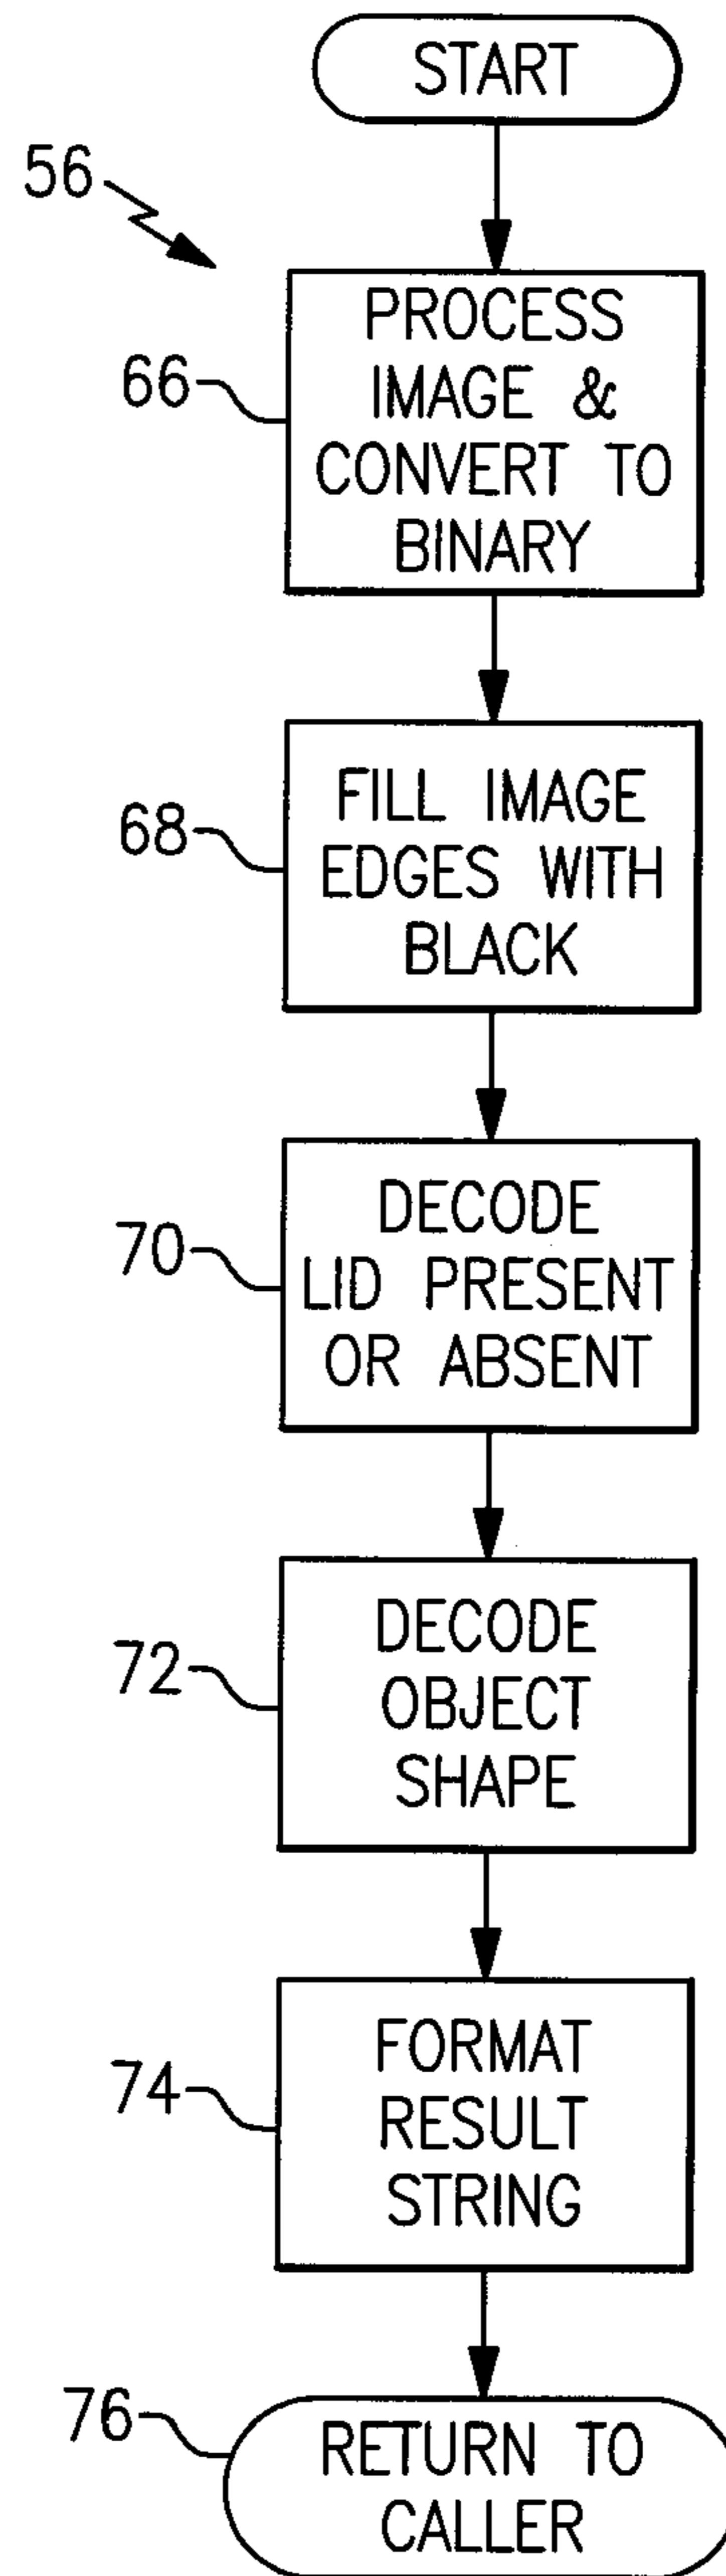 START
56
66
PROCESS
IMAGE &
CONVERT TO
BINARY
68
FILL IMAGE
EDGES WITH
BLACK
70
DECODE
LID PRESENT
OR ABSENT
72
DECODE
OBJECT
SHAPE
74
FORMAT
RESULT
STRING
76
RETURN TO
CALLER